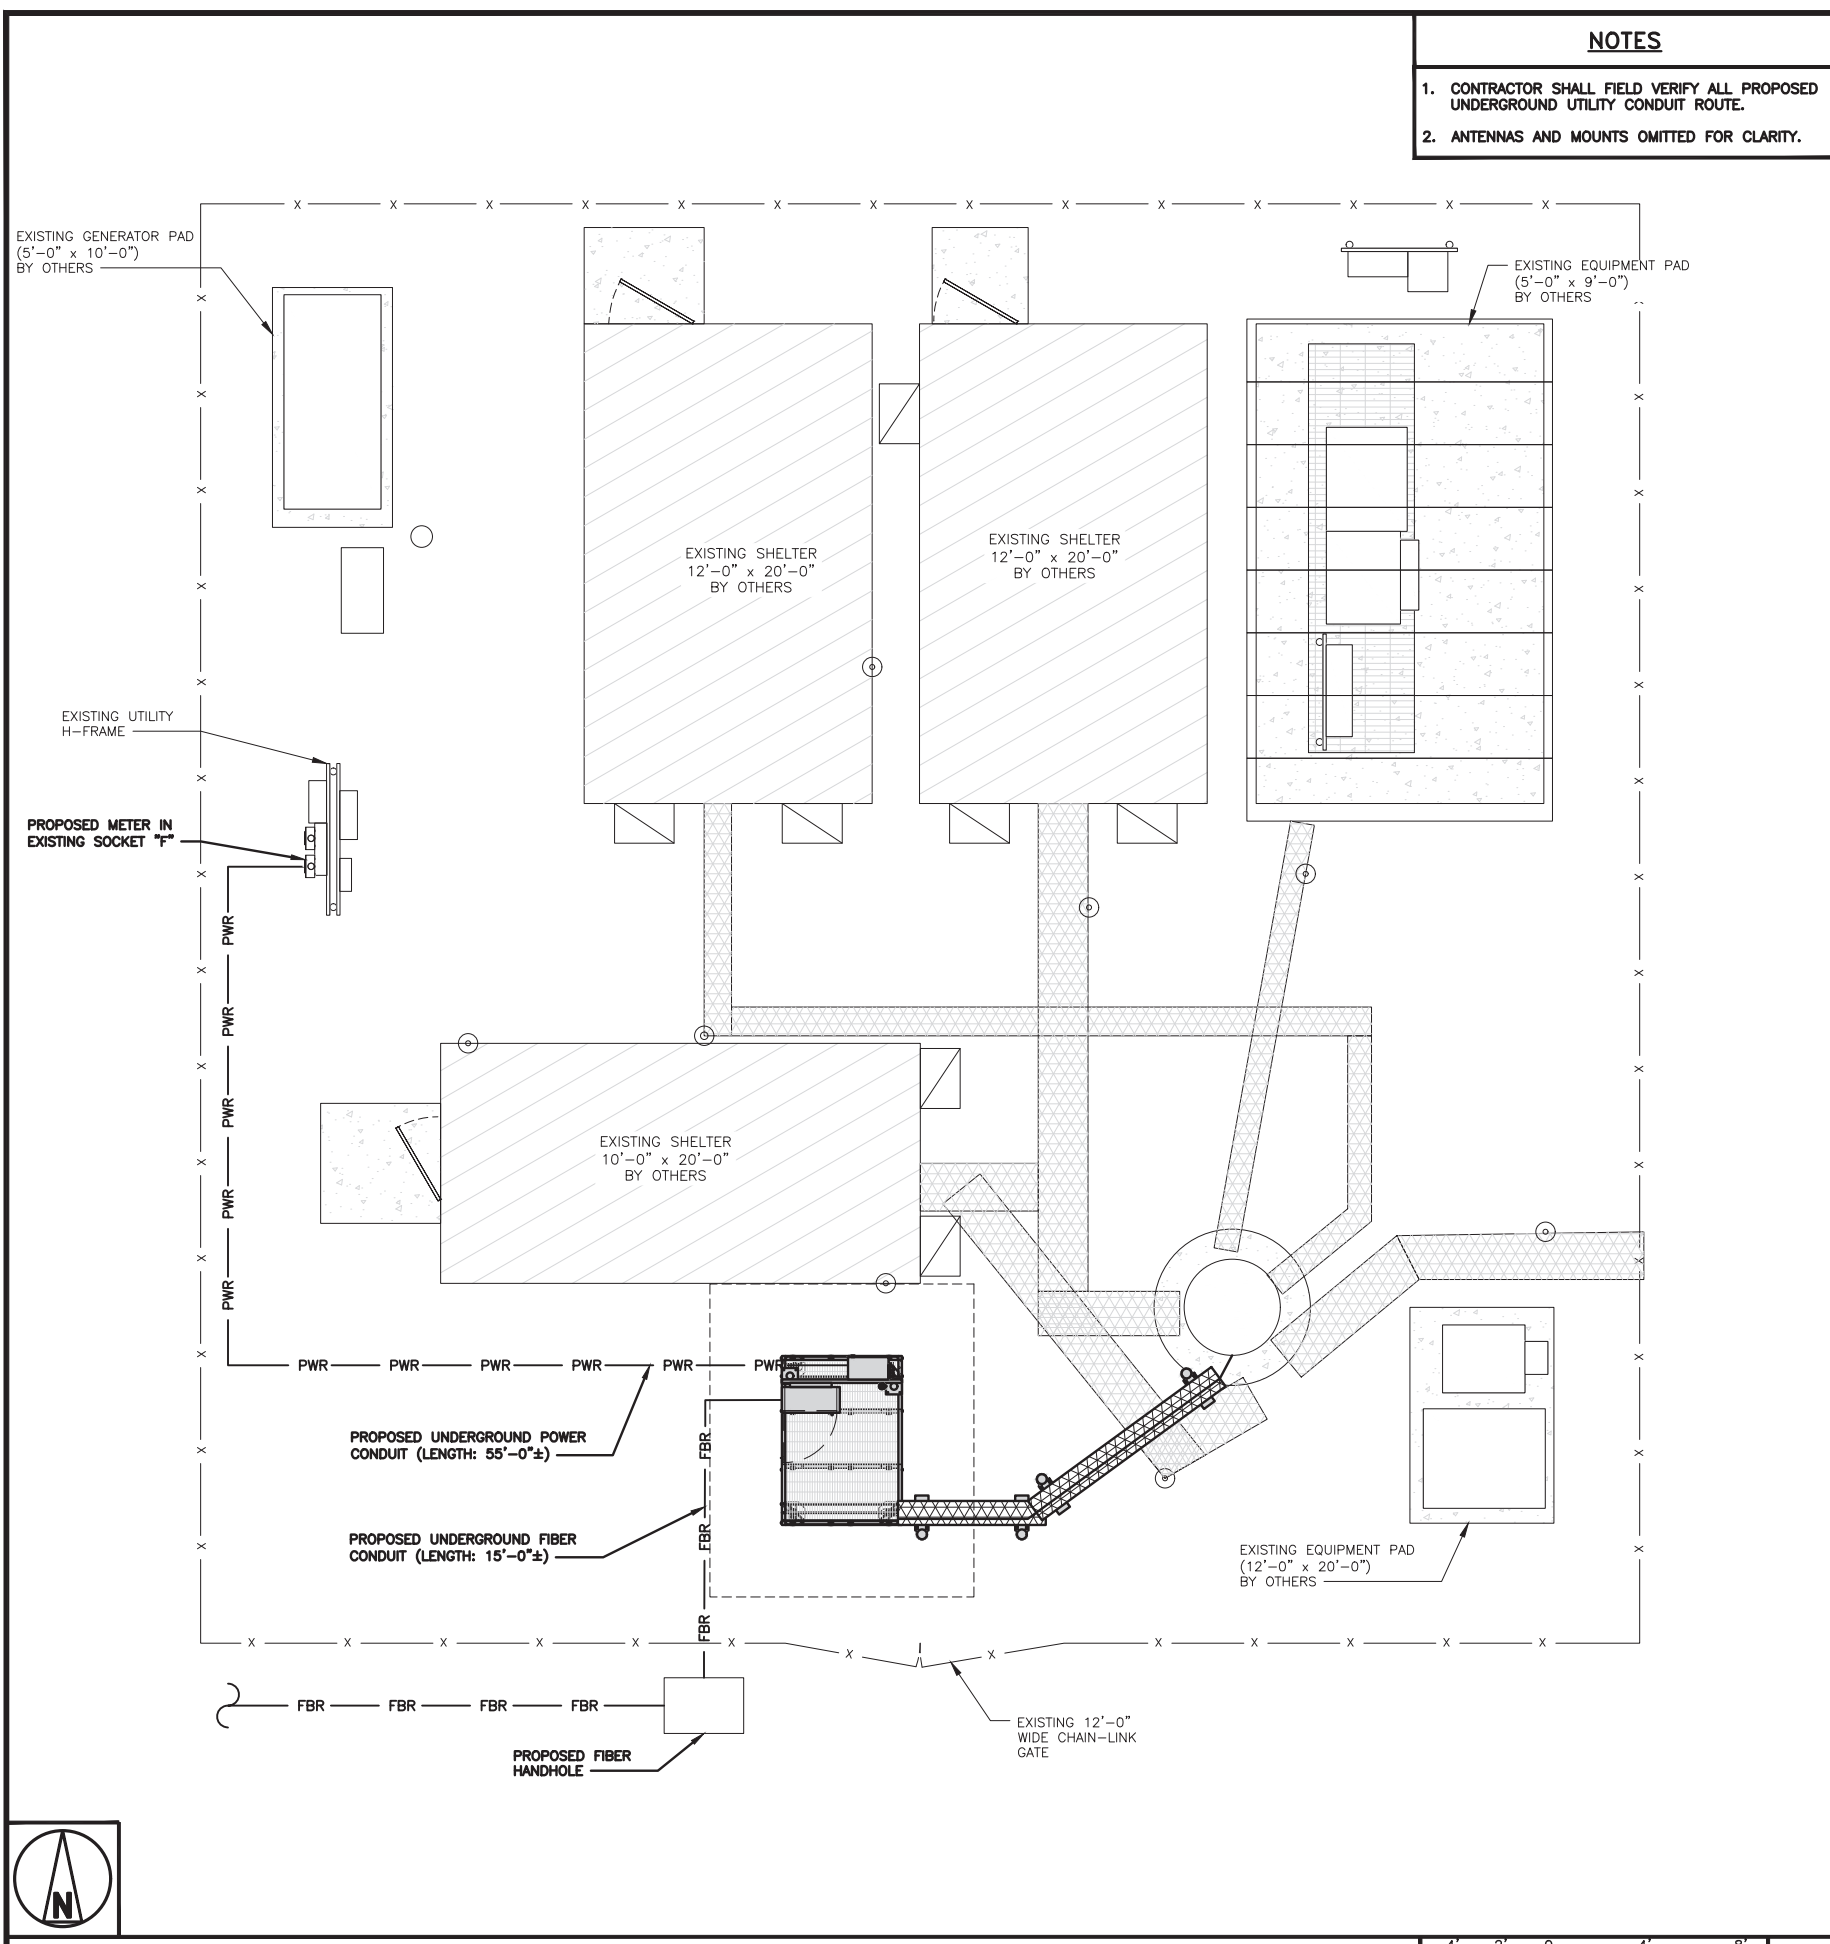 NOTES
1. CONTRACTOR SHALL FIELD VERIFY ALL PROPOSED
UNDERGROUND UTILITY CONDUIT ROUTE.
2. ANTENNAS AND MOUNTS OMITTED FOR CLARITY.
EXISTING GENERATOR PAD
(5'-0" x 10'-0")
BY OTHERS
EXISTING EQUIPMENT PAD
(5'-0" x 9'-0")
BY OTHERS
EXISTING SHELTER
12'-0" x 20'-0"
BY OTHERS
EXISTING SHELTER
12'-0" x 20'-0"
BY OTHERS
EXISTING UTILITY
H-FRAME
PROPOSED METER IN
EXISTING SOCKET "F"
PWR
PWR
PWR
PWR
PWR
EXISTING SHELTER
10'-0" x 20'-0"
BY OTHERS
PWR PWR PWR PWR PWR PWR
PROPOSED UNDERGROUND POWER
CONDUIT (LENGTH: 55'-0"±)
FBR
FBR
FBR
PROPOSED UNDERGROUND FIBER
CONDUIT (LENGTH: 15'-0"±)
EXISTING EQUIPMENT PAD
(12'-0" x 20'-0")
BY OTHERS
FBR FBR FBR FBR
EXISTING 12'-0"
WIDE CHAIN-LINK
GATE
PROPOSED FIBER
HANDHOLE
N
4' 2' 0 4' 8'